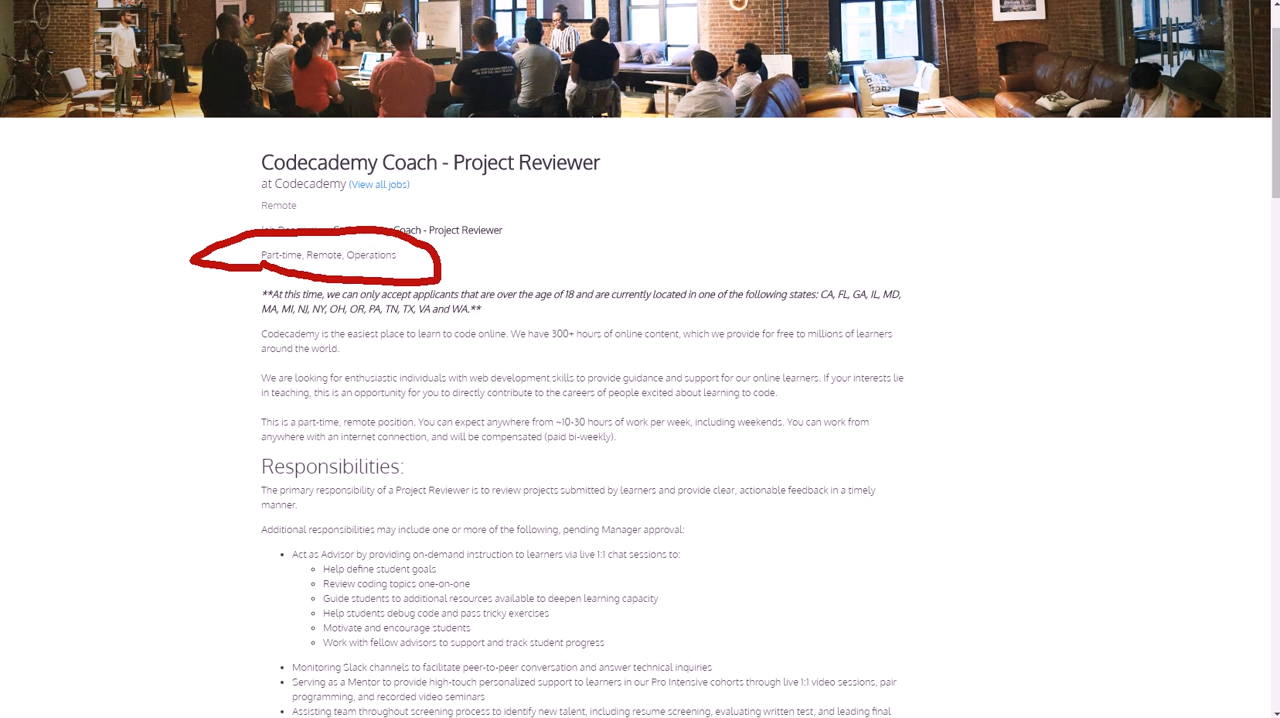 Codecademy Coach - Project Reviewer
at Codecademy (View all jobs)
Remote
Coach - Project Reviewer
Part-time, Remote, Operations
**At this time, we can only accept applicants that are over the age of 18 and are currently located in one of the following states: CA, FL, GA, IL, MD,
MA, MI, NJ, NY, OH, OR, PA, TN, TX, VA and WA.**
Codecademy is the easiest place to learn to code online. We have 300+ hours of online content, which we provide for free to millions of learners
around the world.
We are looking for enthusiastic individuals with web development skills to provide guidance and support for our online learners. If your interests lie
in teaching, this is an opportunity for you to directly contribute to the careers of people excited about learning to code.
This is a part-time, remote position. You can expect anywhere from ~10-30 hours of work per week, including weekends. You can work from
anywhere with an internet connection, and will be compensated (paid bi-weekly).
Responsibilities:
The primary responsibility of a Project Reviewer is to review projects submitted by learners and provide clear, actionable feedback in a timely
manner.
Additional responsibilities may include one or more of the following, pending Manager approval:
• Act as Advisor by providing on-demand instruction to learners via live 1:1 chat sessions to:
◦ Help define student goals
◦ Review coding topics one-on-one
◦ Guide students to additional resources available to deepen learning capacity
◦ Help students debug code and pass tricky exercises
◦ Motivate and encourage students
◦ Work with fellow advisors to support and track student progress
• Monitoring Slack channels to facilitate peer-to-peer conversation and answer technical inquiries
• Serving as a Mentor to provide high-touch personalized support to learners in our Pro Intensive cohorts through live 1:1 video sessions, pair
programming, and recorded video seminars
• Assisting team throughout screening process to identify new talent, including resume screening, evaluating written test, and leading final